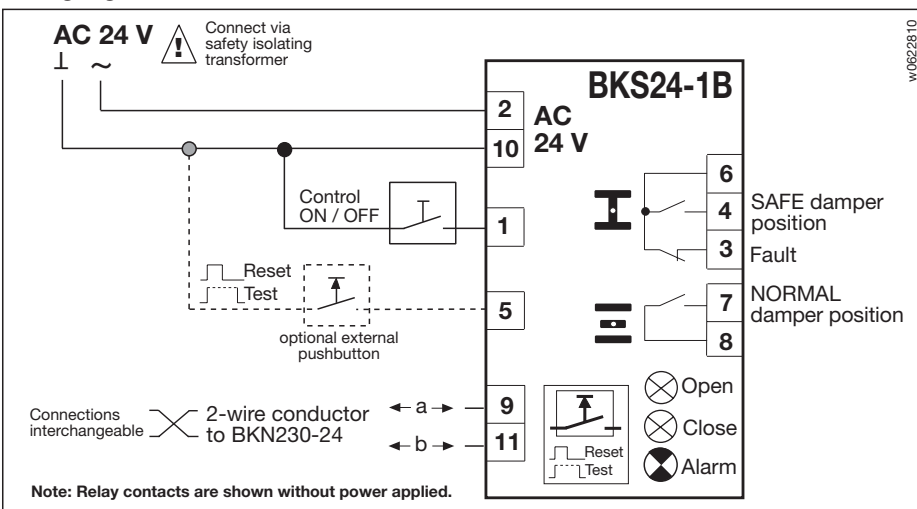 AC 24 V
⊥ ~
Connect via
safety isolating
transformer
w0622810
BKS24-1B
2
AC
24 V
10
Control
ON / OFF
1
6
4
SAFE damper
position
3
Fault
Reset
Test
optional external
pushbutton
5
7
NORMAL
damper position
8
Connections
interchangeable
2-wire conductor
to BKN230-24
a
b
9
11
Reset
Test
Open
Close
Alarm
Note: Relay contacts are shown without power applied.